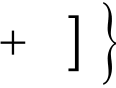 + ] }